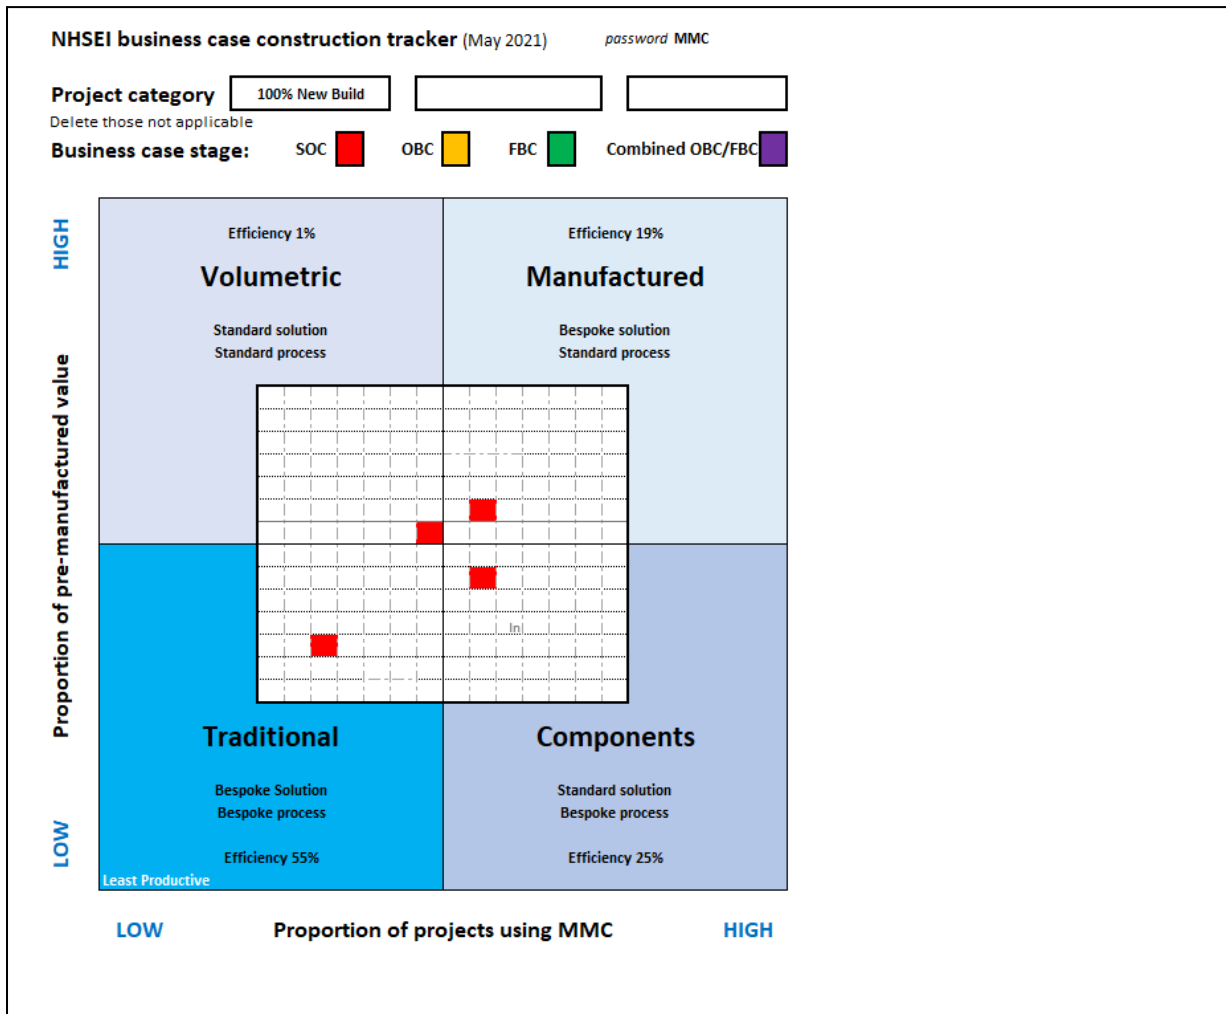 NHSEI business case construction tracker (May 2021) password MMC
Project category 100% New Build
Delete those not applicable
Business case stage: SOC OBC FBC Combined OBC/FBC
HIGH
Proportion of pre-manufactured value
LOW
Efficiency 1%
Volumetric
Standard solution
Standard process
Efficiency 19%
Manufactured
Bespoke solution
Standard process
In
Traditional
Bespoke Solution
Bespoke process
Efficiency 55%
Least Productive
Components
Standard solution
Bespoke process
Efficiency 25%
LOW Proportion of projects using MMC HIGH